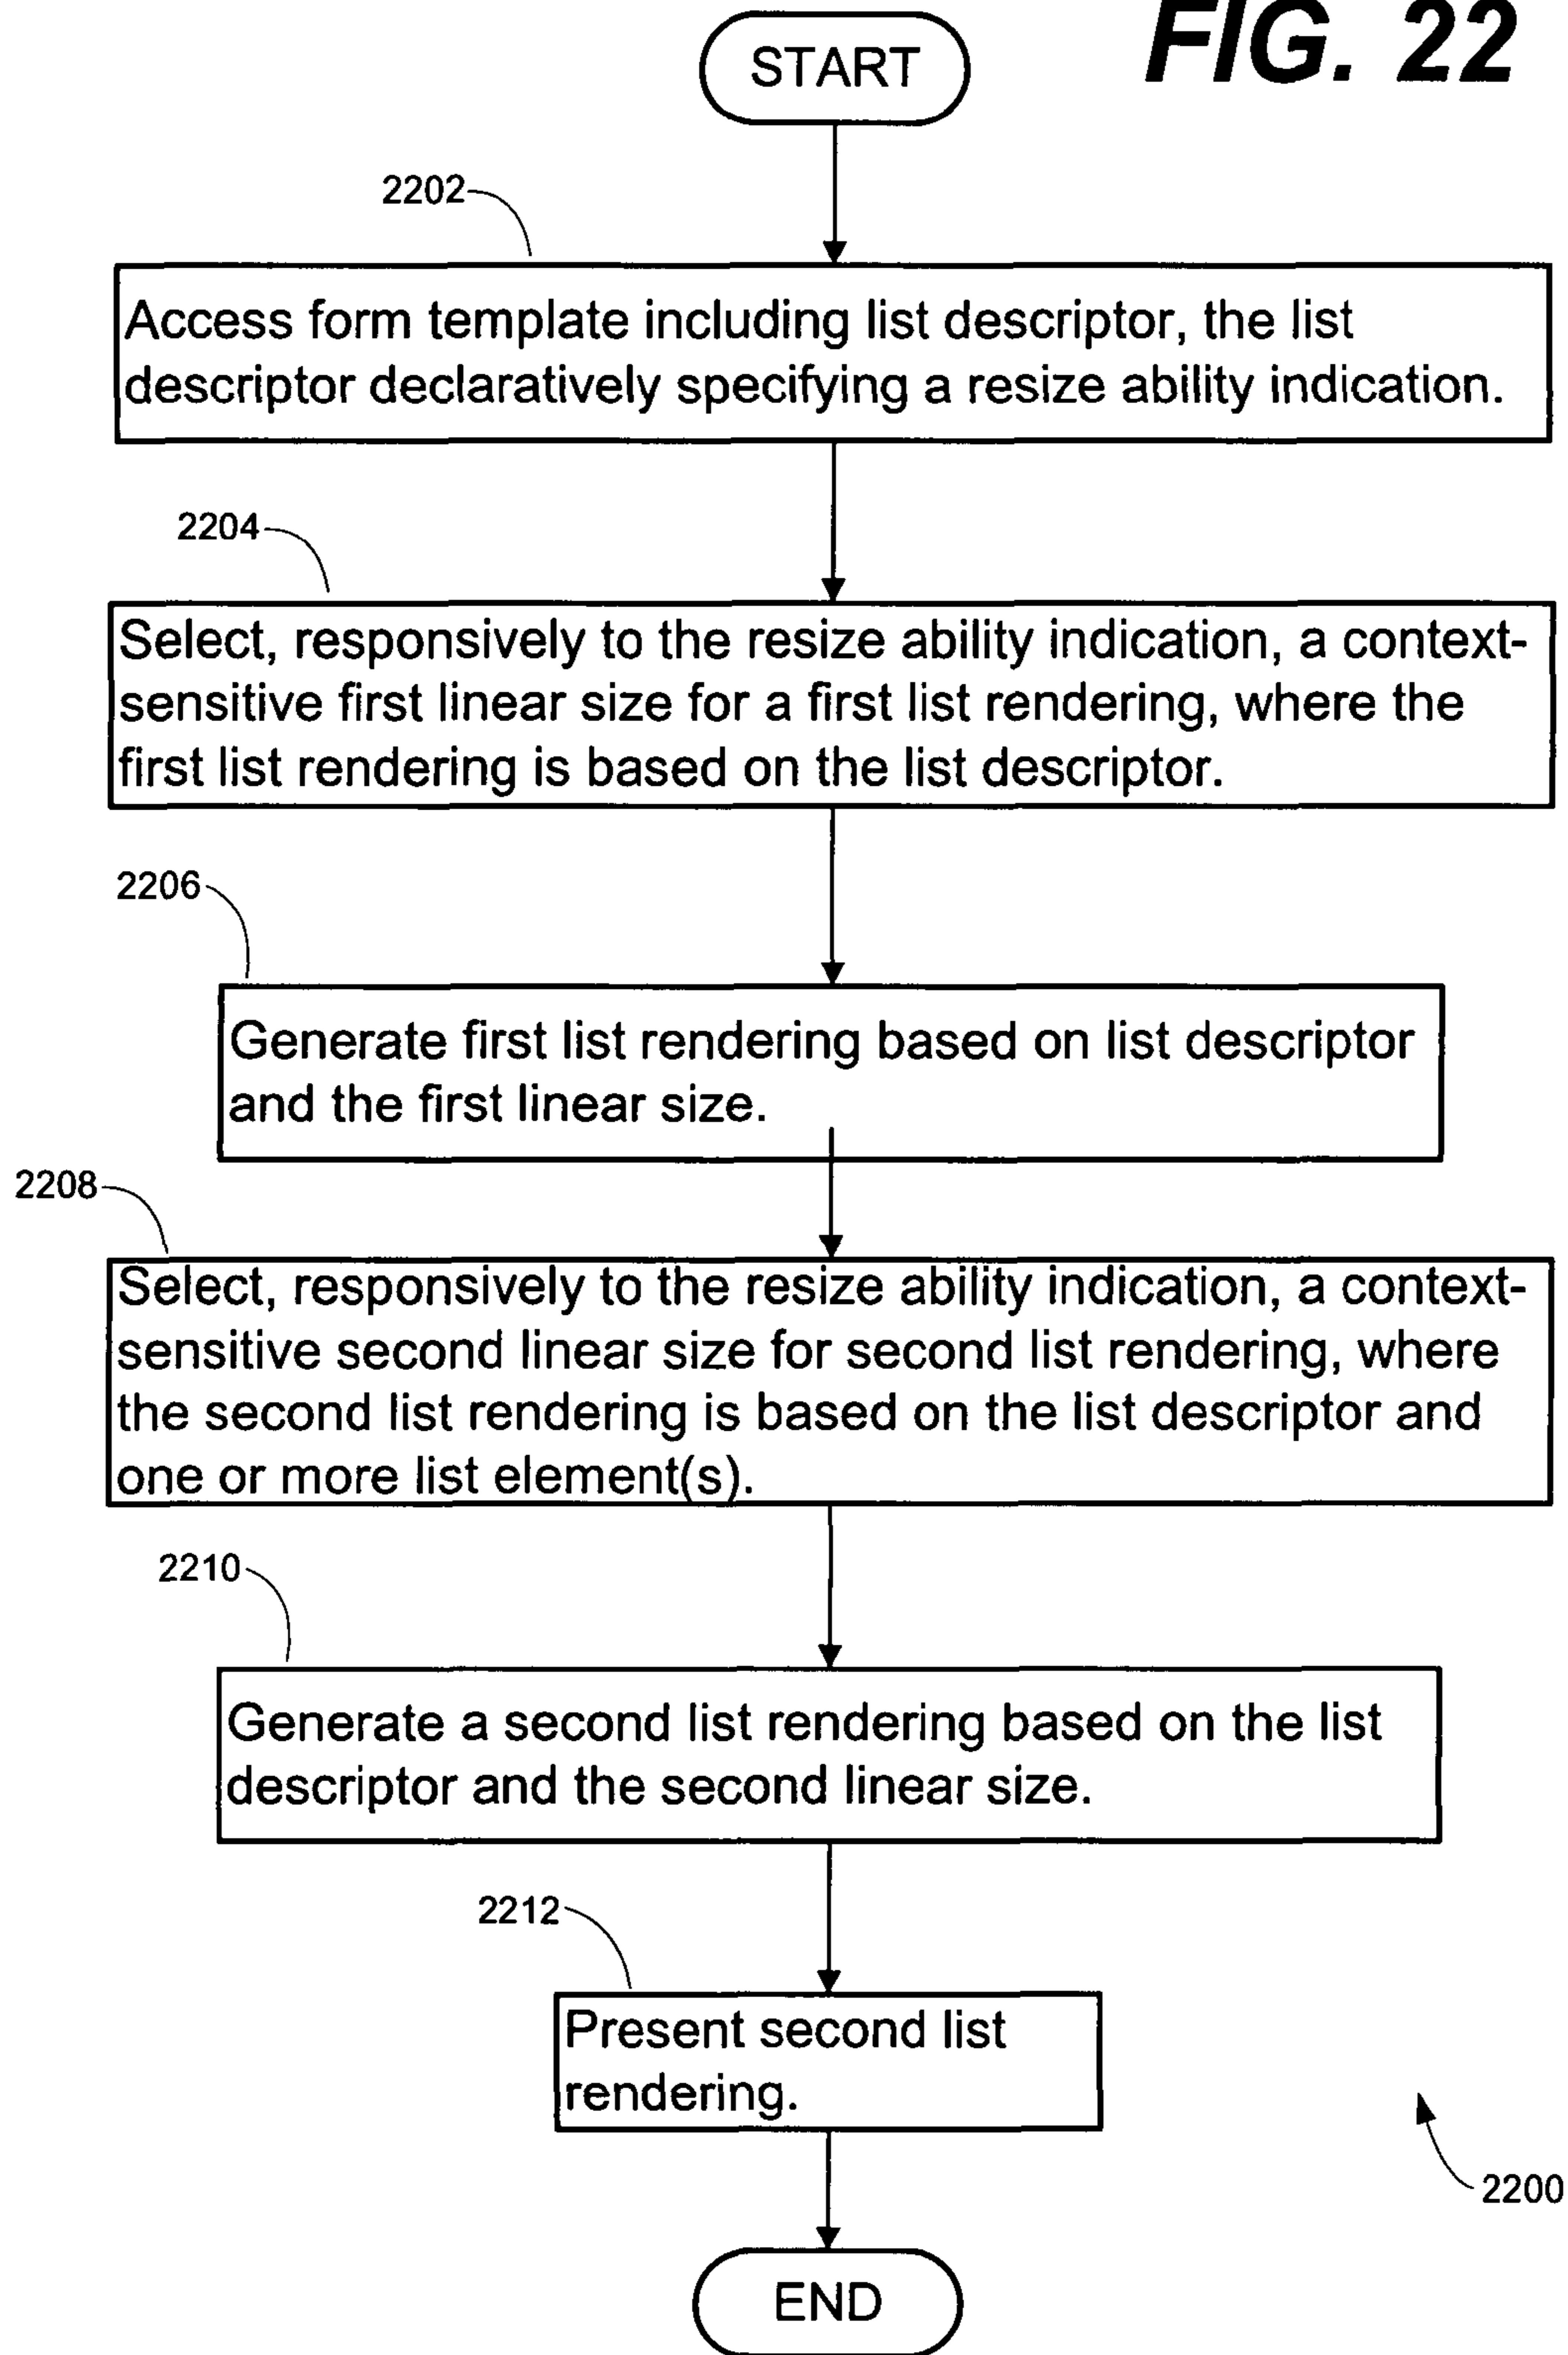 FIG. 22
START
2202
Access form template including list descriptor, the list
descriptor declaratively specifying a resize ability indication.
2204
Select, responsively to the resize ability indication, a context-
sensitive first linear size for a first list rendering, where the
first list rendering is based on the list descriptor.
2206
Generate first list rendering based on list descriptor
and the first linear size.
2208
Select, responsively to the resize ability indication, a context-
sensitive second linear size for second list rendering, where
the second list rendering is based on the list descriptor and
one or more list element(s).
2210
Generate a second list rendering based on the list
descriptor and the second linear size.
2212
Present second list
rendering.
2200
END